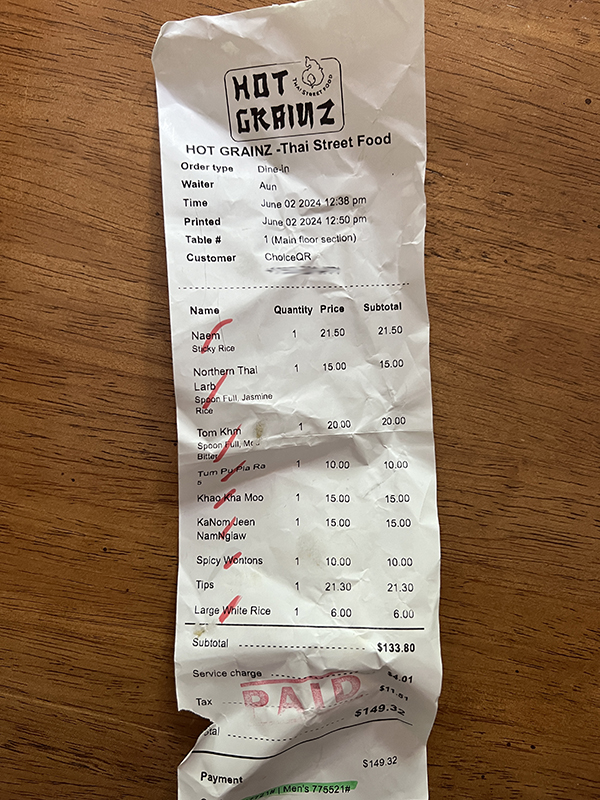 HOT
THAI STREET FOOD
GRAINZ
HOT GRAINZ -Thai Street Food
Order type Dine-in
Waiter Aun
Time June 02 2024 12:38 pm
Printed June 02 2024 12:50 pm
Table # 1 (Main floor section)
Customer ChoiceQR
Name Quantity Price Subtotal
Naem 1 21.50 21.50
Sticky Rice
Northern Thai 1 15.00 15.00
Larb
Spoon Full, Jasmine
Rice
Tom Khm 1 20.00 20.00
Spoon Full,
Bitter
Tum Pu Pla Ra 1 10.00 10.00
s
Khao Kha Moo 1 15.00 15.00
KaNom Jeen 1 15.00 15.00
NamNgiaw
Spicy Wontons 1 10.00 10.00
Tips 1 21.30 21.30
Large White Rice 1 6.00 6.00
Subtotal $133.80
Service charge $4.01
PAID
Tax $11.51
tal $149.32
Payment $149.32
| Men's 775521#